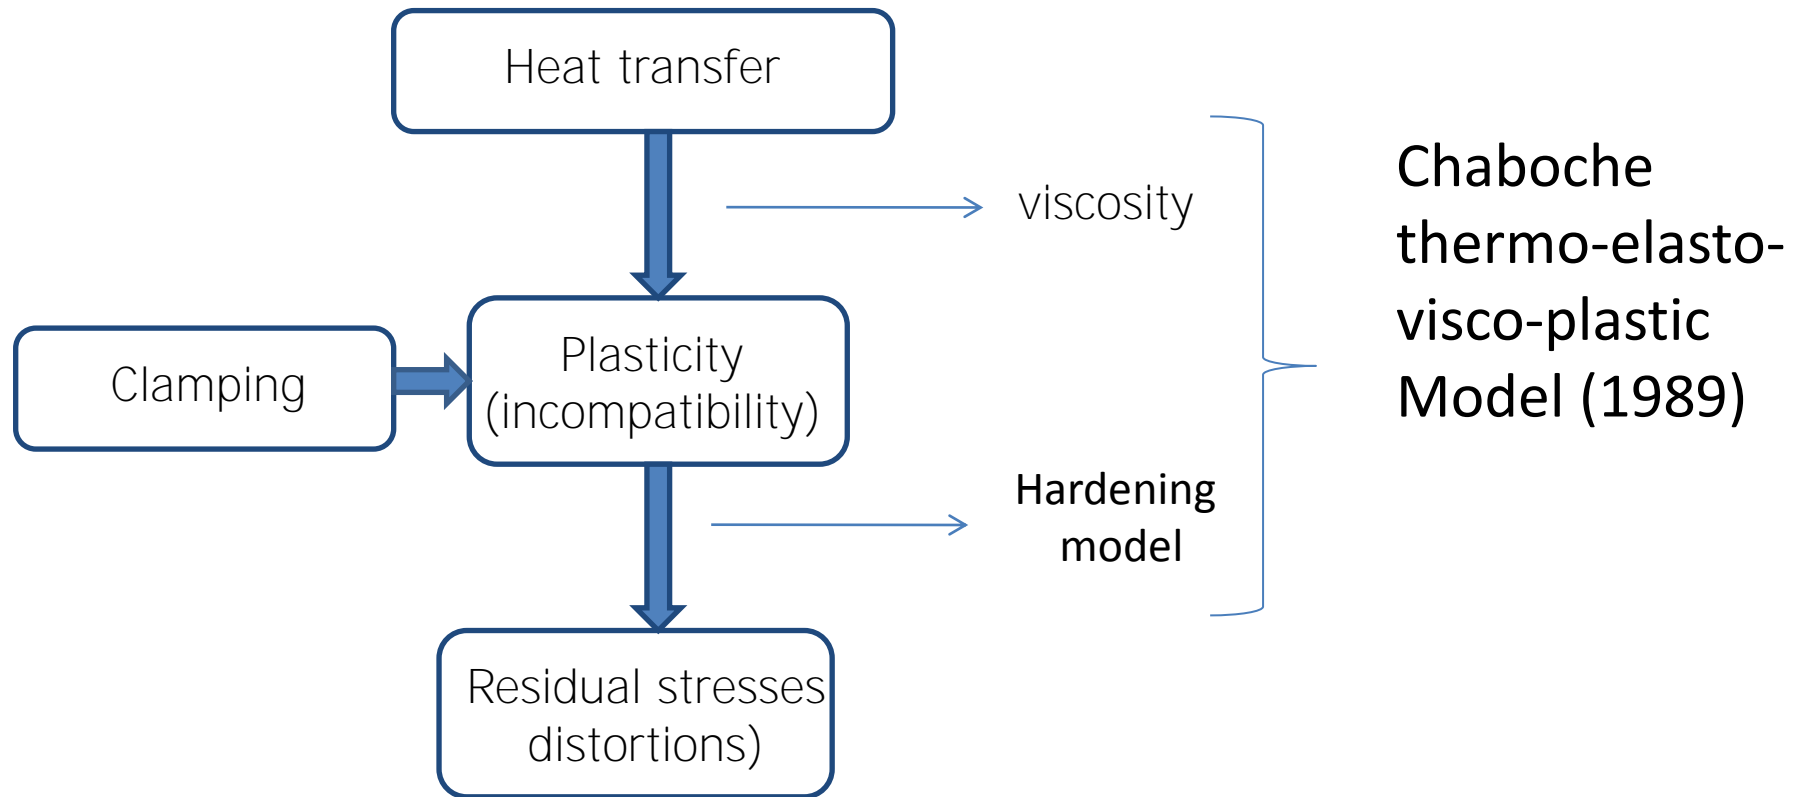 Heat transfer
viscosity
Clamping
Plasticity
(incompatibility)
Hardening
model
Residual stresses
distortions)
Chaboche
thermo-elasto-
visco-plastic
Model (1989)